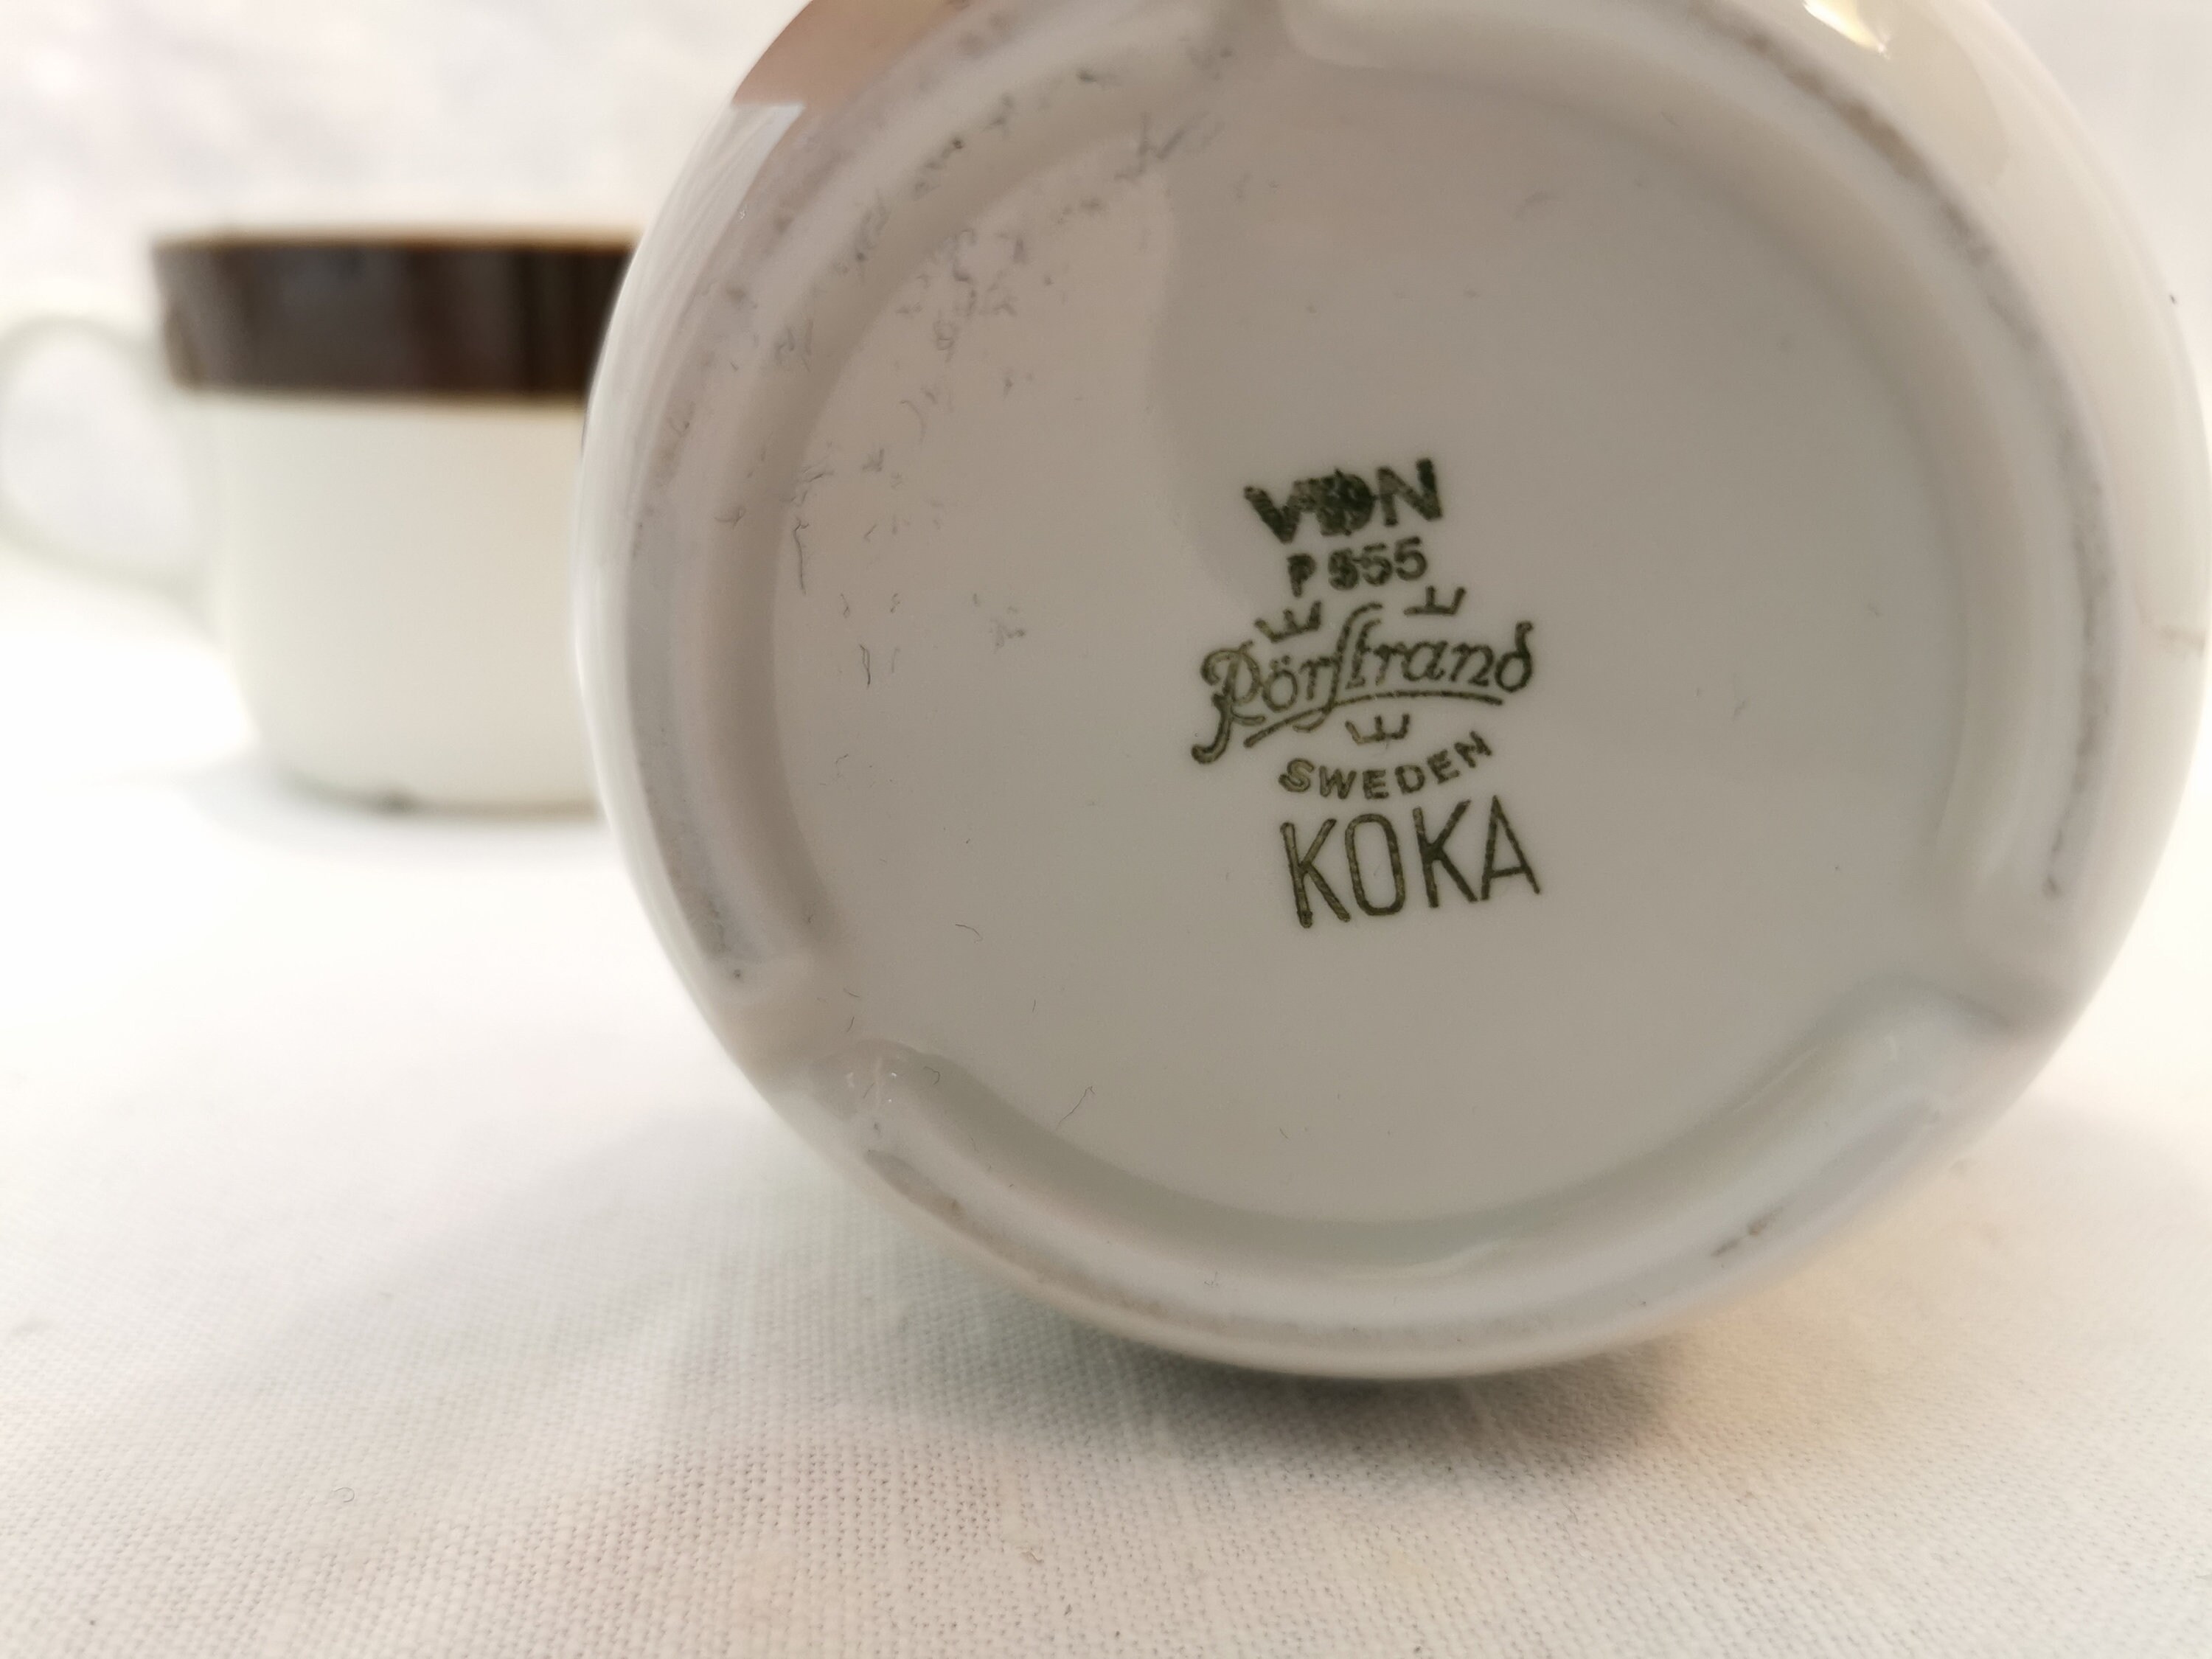 VDN
P 555
Rörstrand
SWEDEN
KOKA